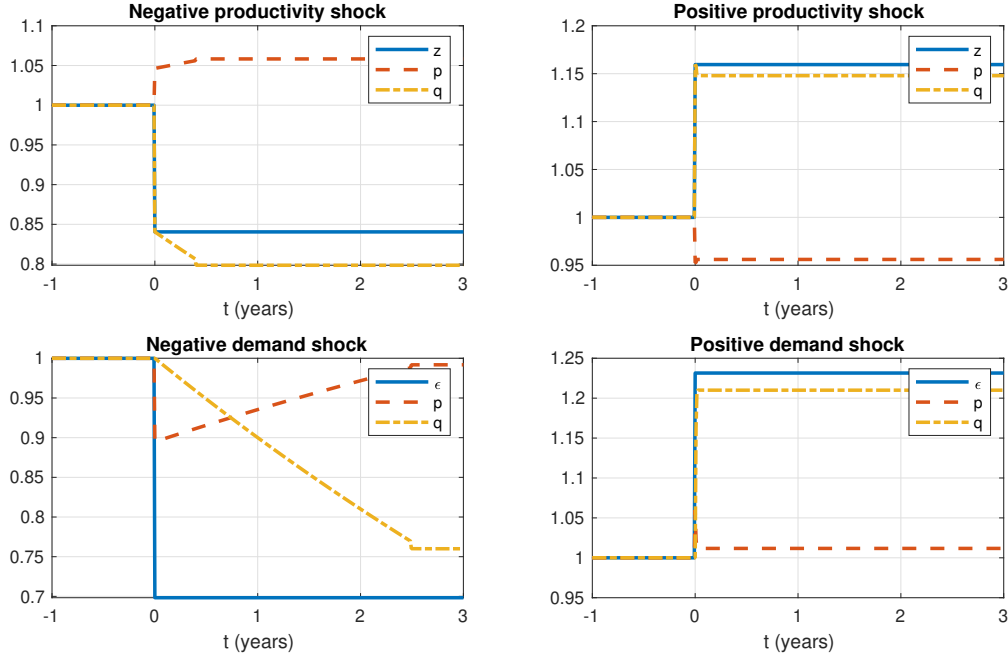 Negative productivity shock
1.1
1.05
1
0.95
0.9
0.85
0.8
-1
0
1
2
3
t (years)
z
p
q
Positive productivity shock
1.2
1.15
1.1
1.05
1
0.95
-1
0
1
2
3
t (years)
z
p
q
Negative demand shock
1
0.95
0.9
0.85
0.8
0.75
0.7
-1
0
1
2
3
t (years)
ϵ
p
q
Positive demand shock
1.25
1.2
1.15
1.1
1.05
1
0.95
-1
0
1
2
3
t (years)
ϵ
p
q